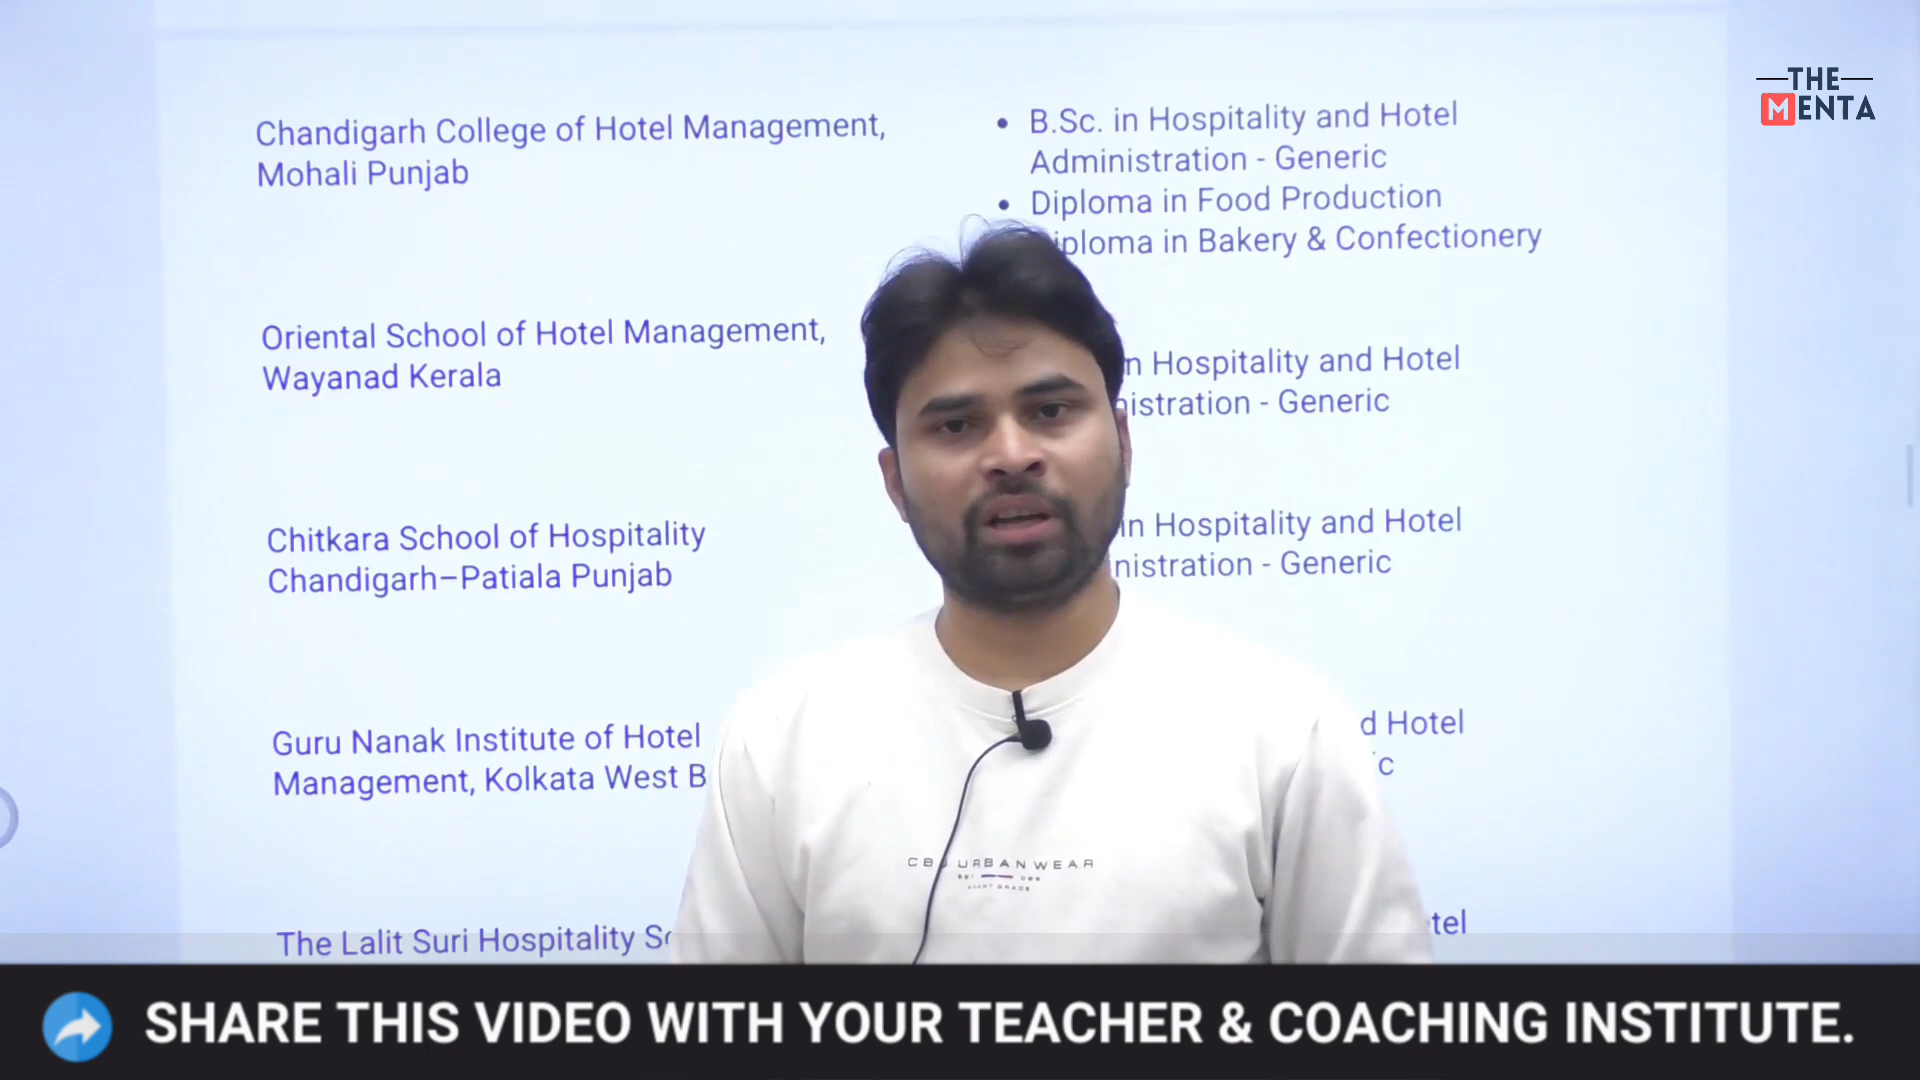 THE
MENTA
Chandigarh College of Hotel Management,
Mohali Punjab
• B.Sc. in Hospitality and Hotel
Administration - Generic
• Diploma in Food Production
iploma in Bakery & Confectionery
Oriental School of Hotel Management,
Wayanad Kerala
in Hospitality and Hotel
nistration - Generic
Chitkara School of Hospitality
Chandigarh–Patiala Punjab
in Hospitality and Hotel
nistration - Generic
Guru Nanak Institute of Hotel
Management, Kolkata West B
d Hotel
c
The Lalit Suri Hospitality Sc
tel
URBAN WEAR
SHARE THIS VIDEO WITH YOUR TEACHER & COACHING INSTITUTE.